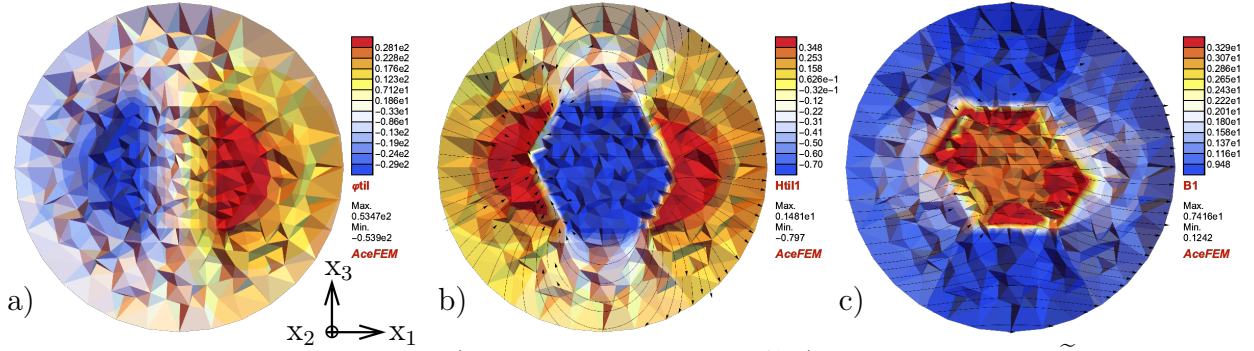 0.281e2
0.228e2
0.176e2
0.123e2
0.712e1
0.186e1
-0.33e1
-0.86e1
-0.13e2
-0.19e2
-0.24e2
-0.29e2
φtil
Max.
0.5347e2
Min.
-0.539e2
AceFEM
a)
x3
x2
x1
0.348
0.253
0.158
0.626e-1
-0.32e-1
-0.12
-0.22
-0.31
-0.41
-0.50
-0.60
-0.70
Htil1
Max.
0.1481e1
Min.
-0.797
AceFEM
b)
0.329e1
0.307e1
0.286e1
0.265e1
0.243e1
0.222e1
0.201e1
0.180e1
0.158e1
0.137e1
0.116e1
0.948
B1
Max.
0.7416e1
Min.
0.1242
AceFEM
c)